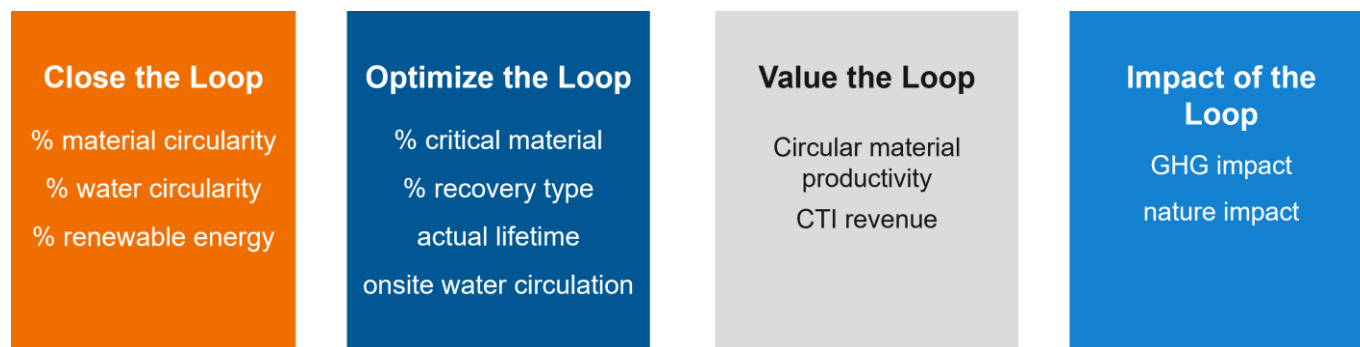 Close the Loop
% material circularity
% water circularity
% renewable energy
Optimize the Loop
% critical material
% recovery type
actual lifetime
onsite water circulation
Value the Loop
Circular material
productivity
CTI revenue
Impact of the
Loop
GHG impact
nature impact